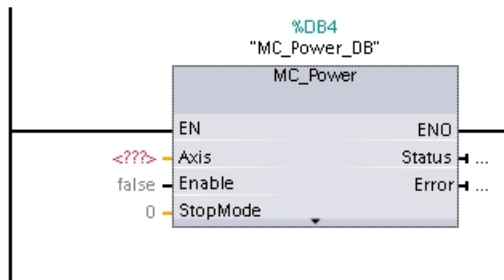 %DB4
"MC_Power_DB"
MC_Power
EN ENO
<???> Axis Status ...
false Enable Error ...
0 StopMode